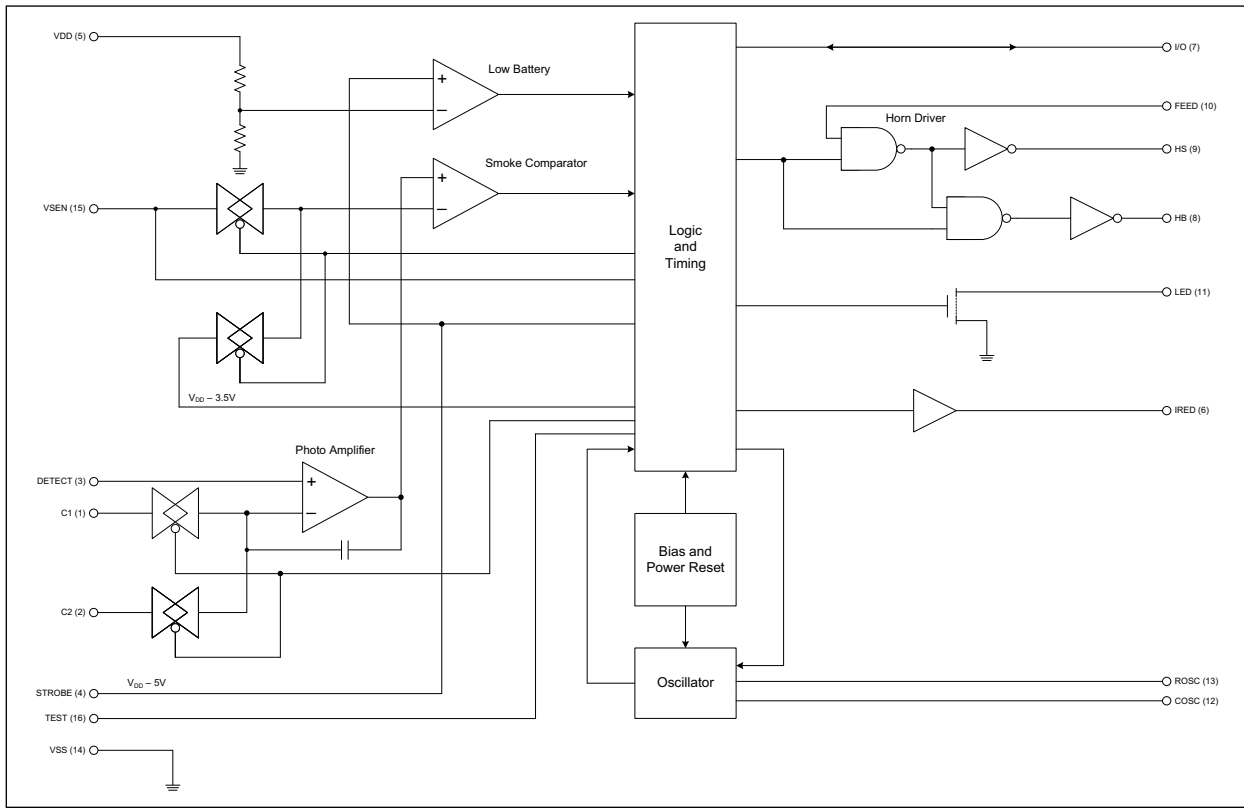 VDD (5)
Low Battery
+
−
Smoke Comparator
+
−
VSEN (15)
V_DD – 3.5V
Photo Amplifier
DETECT (3)
+
C1 (1)
−
C2 (2)
V_DD – 5V
STROBE (4)
TEST (16)
VSS (14)
Logic
and
Timing
Bias and
Power Reset
Oscillator
I/O (7)
FEED (10)
Horn Driver
HS (9)
HB (8)
LED (11)
IRED (6)
ROSC (13)
COSC (12)